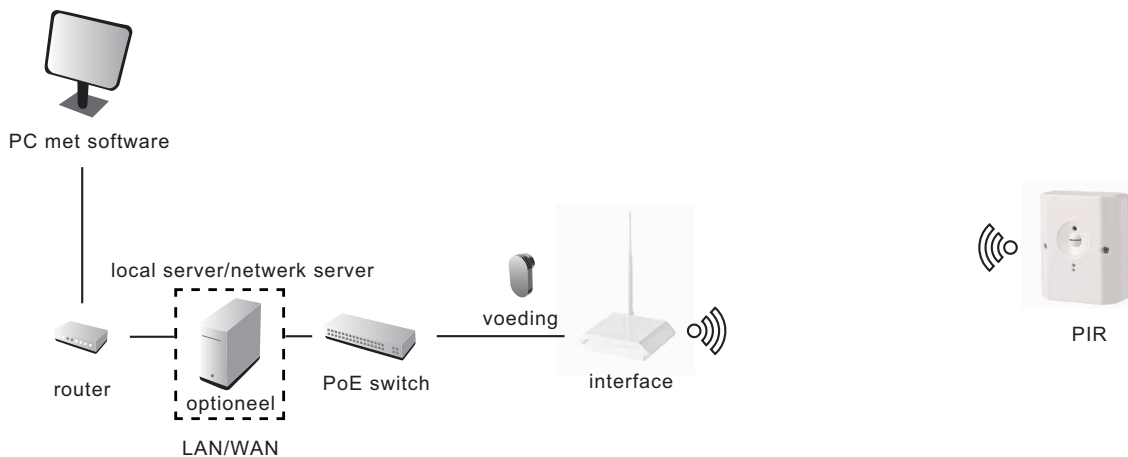 PC met software
local server/netwerk server
voeding
router
optioneel
PoE switch
interface
PIR
LAN/WAN